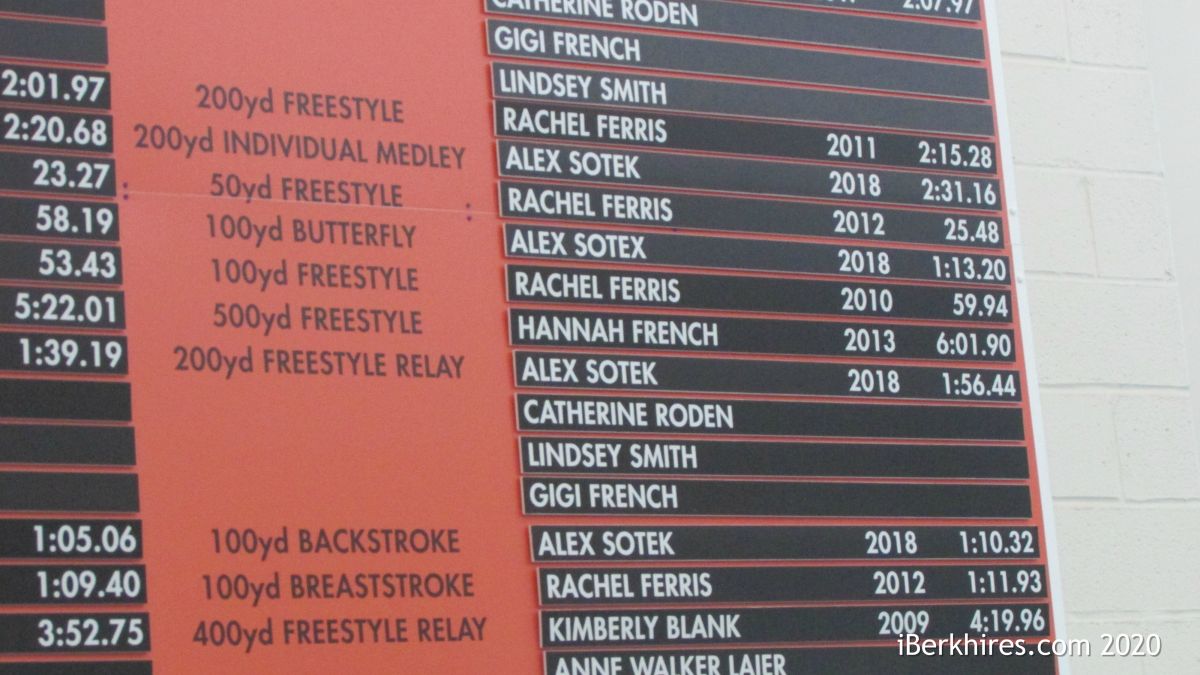 CATHERINE RODEN 2:07.97
GIGI FRENCH
LINDSEY SMITH
2:01.97 200yd FREESTYLE RACHEL FERRIS 2011 2:15.28
2:20.68 200yd INDIVIDUAL MEDLEY ALEX SOTEK 2018 2:31.16
23.27 50yd FREESTYLE RACHEL FERRIS 2012 25.48
58.19 100yd BUTTERFLY ALEX SOTEX 2018 1:13.20
53.43 100yd FREESTYLE RACHEL FERRIS 2010 59.94
5:22.01 500yd FREESTYLE HANNAH FRENCH 2013 6:01.90
1:39.19 200yd FREESTYLE RELAY ALEX SOTEK 2018 1:56.44
CATHERINE RODEN
LINDSEY SMITH
GIGI FRENCH
1:05.06 100yd BACKSTROKE ALEX SOTEK 2018 1:10.32
1:09.40 100yd BREASTSTROKE RACHEL FERRIS 2012 1:11.93
3:52.75 400yd FREESTYLE RELAY KIMBERLY BLANK 2009 4:19.96
ANNE WALKER LAIER
iBerkhires.com 2020